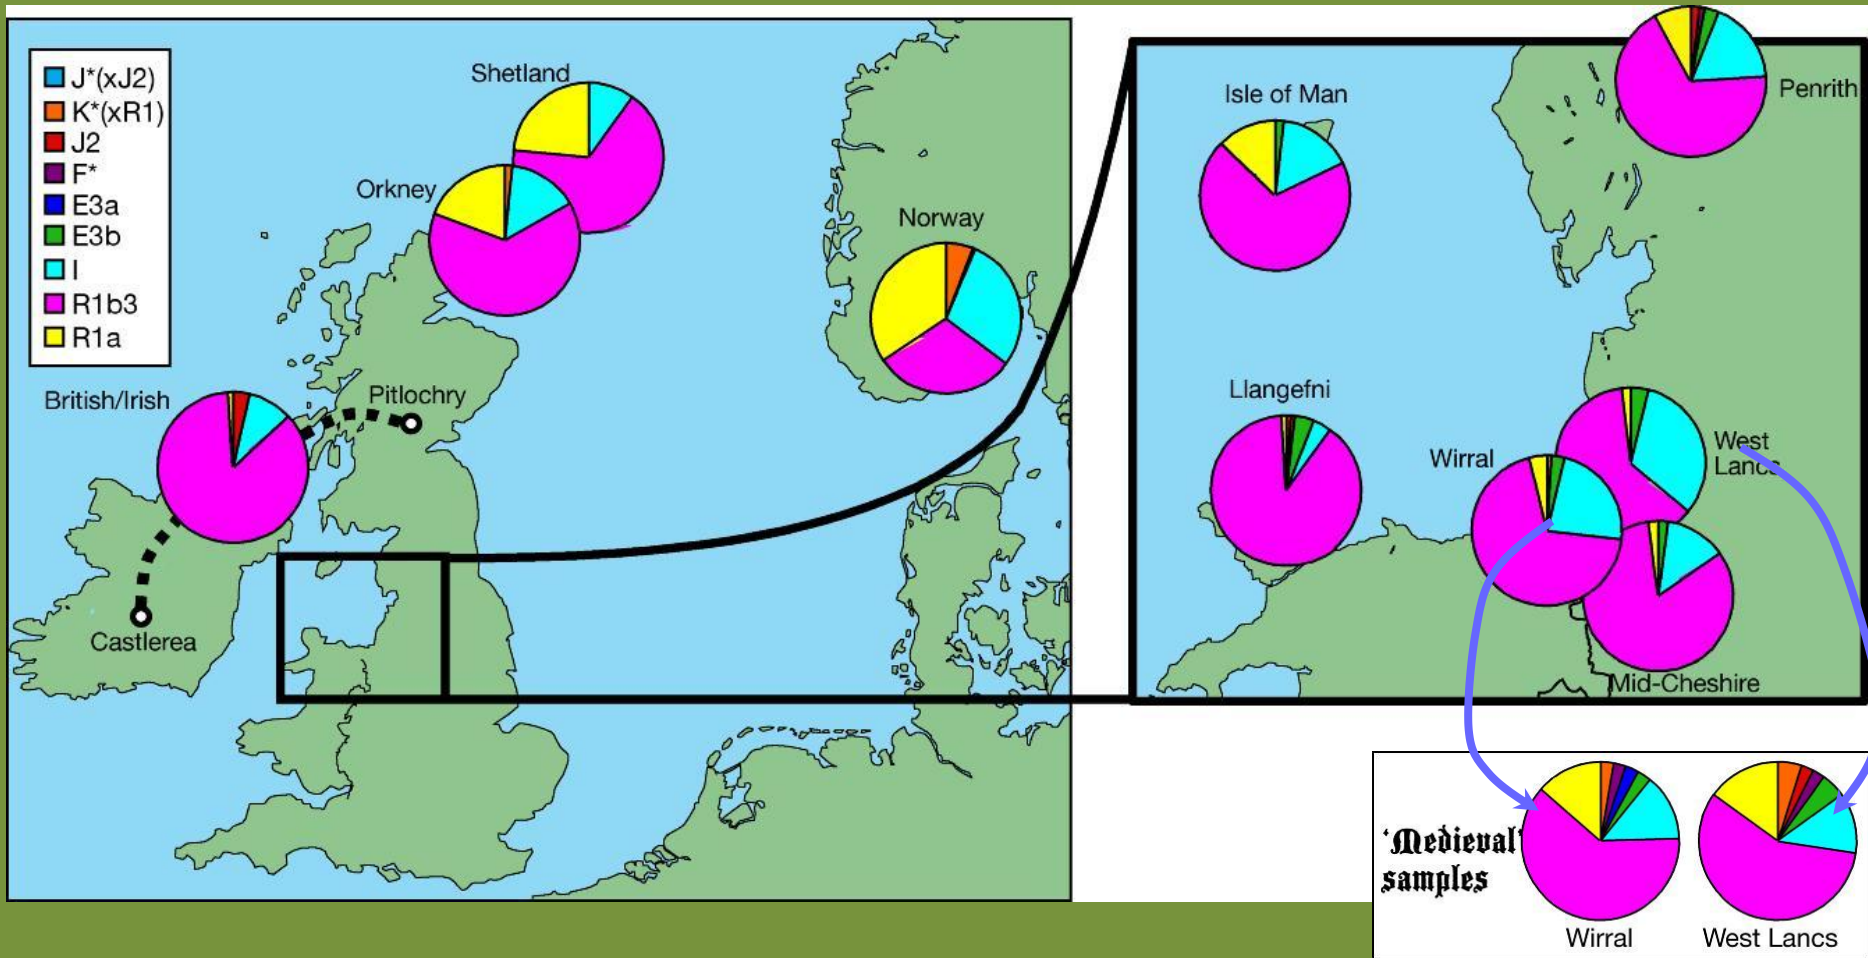 J*(xJ2)
K*(xR1)
J2
F*
E3a
E3b
I
R1b3
R1a
Shetland
Orkney
Norway
British/Irish
Pitlochry
Castlerea
Isle of Man
Penrith
Llangefni
Wirral
West
Lancs
Mid-Cheshire
'Medieval'
samples
Wirral
West Lancs